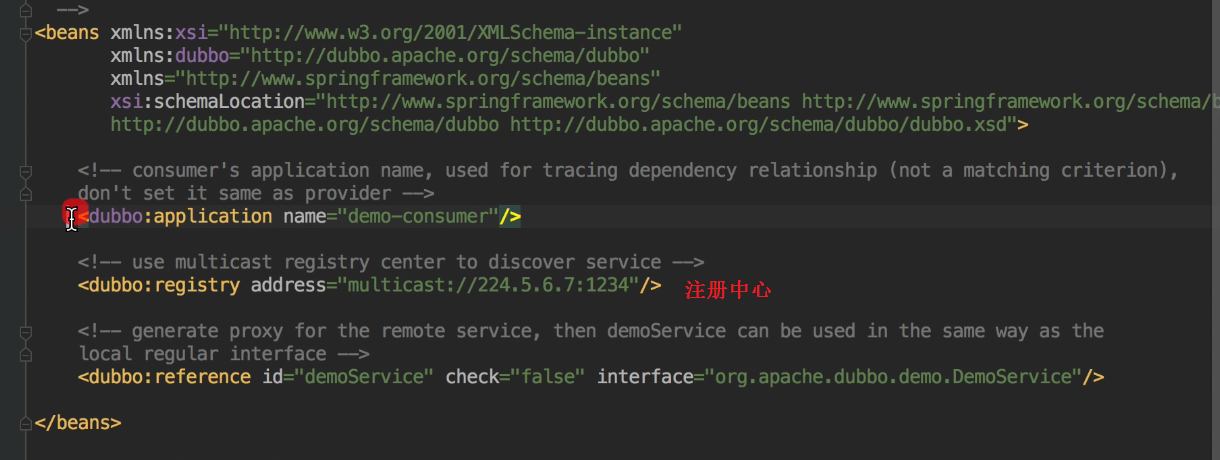 -->
<beans xmlns:xsi="http://www.w3.org/2001/XMLSchema-instance"
xmlns:dubbo="http://dubbo.apache.org/schema/dubbo"
xmlns="http://www.springframework.org/schema/beans"
xsi:schemaLocation="http://www.springframework.org/schema/beans http://www.springframework.org/schema/b
http://dubbo.apache.org/schema/dubbo http://dubbo.apache.org/schema/dubbo/dubbo.xsd">
<!-- consumer's application name, used for tracing dependency relationship (not a matching criterion),
don't set it same as provider -->
<dubbo:application name="demo-consumer"/>
<!-- use multicast registry center to discover service -->
<dubbo:registry address="multicast://224.5.6.7:1234"/> 注册中心
<!-- generate proxy for the remote service, then demoService can be used in the same way as the
local regular interface -->
<dubbo:reference id="demoService" check="false" interface="org.apache.dubbo.demo.DemoService"/>
</beans>